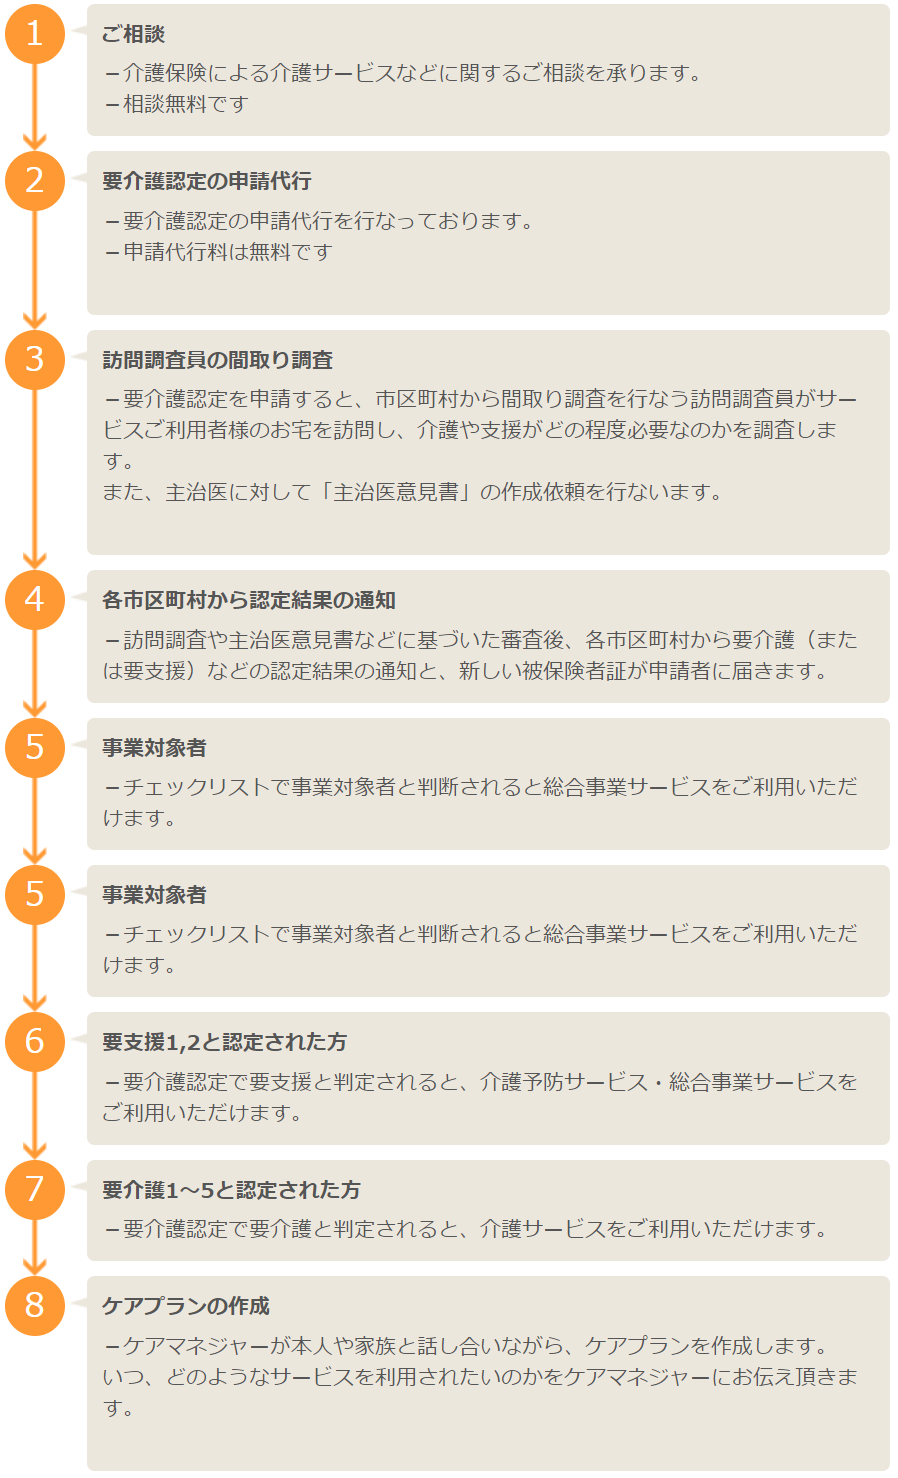 1
ご相談
－介護保険による介護サービスなどに関するご相談を承ります。
－相談無料です
2
要介護認定の申請代行
－要介護認定の申請代行を行なっております。
－申請代行料は無料です
3
訪問調査員の間取り調査
－要介護認定を申請すると、市区町村から間取り調査を行なう訪問調査員がサー
ビスご利用者様のお宅を訪問し、介護や支援がどの程度必要なのかを調査しま
す。
また、主治医に対して「主治医意見書」の作成依頼を行ないます。
4
各市区町村から認定結果の通知
－訪問調査や主治医意見書などに基づいた審査後、各市区町村から要介護（また
は要支援）などの認定結果の通知と、新しい被保険者証が申請者に届きます。
5
事業対象者
－チェックリストで事業対象者と判断されると総合事業サービスをご利用いただ
けます。
5
事業対象者
－チェックリストで事業対象者と判断されると総合事業サービスをご利用いただ
けます。
6
要支援1,2と認定された方
－要介護認定で要支援と判定されると、介護予防サービス・総合事業サービスを
ご利用いただけます。
7
要介護1～5と認定された方
－要介護認定で要介護と判定されると、介護サービスをご利用いただけます。
8
ケアプランの作成
－ケアマネジャーが本人や家族と話し合いながら、ケアプランを作成します。
いつ、どのようなサービスを利用されたいのかをケアマネジャーにお伝え頂きま
す。